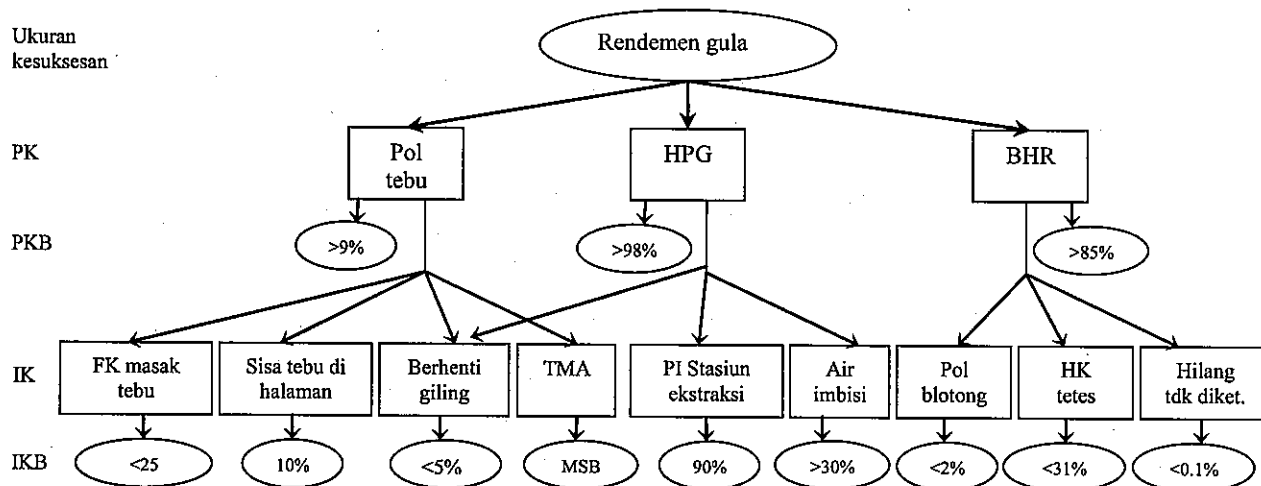 Ukuran
kesuksesan
Rendemen gula
PK
Pol
tebu
HPG
BHR
PKB
>9%
>98%
>85%
IK
FK masak
tebu
Sisa tebu di
halaman
Berhenti
giling
TMA
PI Stasiun
ekstraksi
Air
imbisi
Pol
blotong
HK
tetes
Hilang
tdk diket.
IKB
<25
10%
<5%
MSB
90%
>30%
<2%
<31%
<0.1%